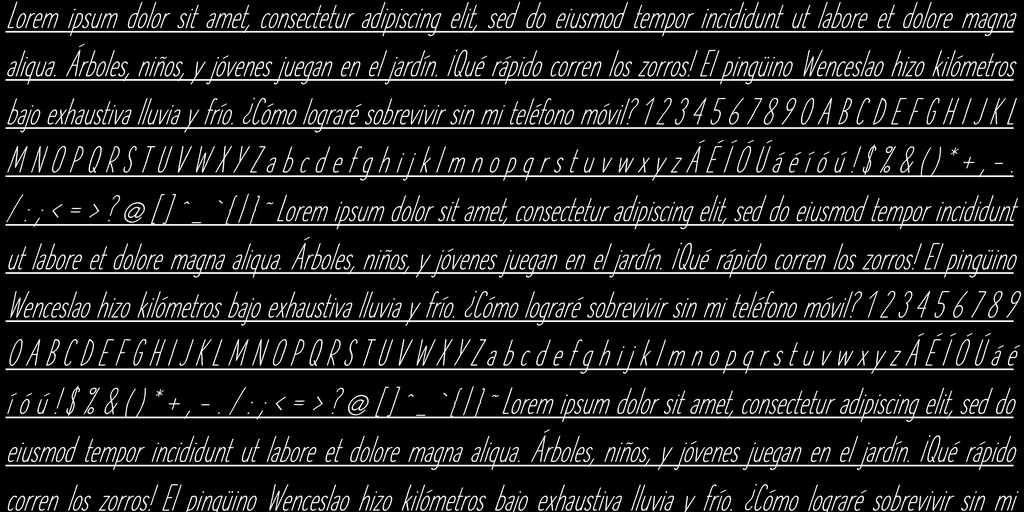 Lorem ipsum dolor sit amet, consectetur adipiscing elit, sed do eiusmod tempor incididunt ut labore et dolore magna
aliqua. Árboles, niños, y jóvenes juegan en el jardín. ¡Qué rápido corren los zorros! El pingüino Wenceslao hizo kilómetros
bajo exhaustiva lluvia y frío. ¿Cómo lograré sobrevivir sin mi teléfono móvil? 1 2 3 4 5 6 7 8 9 0 A B C D E F G H I J K L
M N O P Q R S T U V W X Y Z a b c d e f g h i j k l m n o p q r s t u v w x y z Á É Í Ó Ú á é í ó ú ! $ % & ( ) * + , - .
/ : ; < = > ? @ [ ] ^ _ ` { | } ~ Lorem ipsum dolor sit amet, consectetur adipiscing elit, sed do eiusmod tempor incididunt
ut labore et dolore magna aliqua. Árboles, niños, y jóvenes juegan en el jardín. ¡Qué rápido corren los zorros! El pingüino
Wenceslao hizo kilómetros bajo exhaustiva lluvia y frío. ¿Cómo lograré sobrevivir sin mi teléfono móvil? 1 2 3 4 5 6 7 8 9
0 A B C D E F G H I J K L M N O P Q R S T U V W X Y Z a b c d e f g h i j k l m n o p q r s t u v w x y z Á É Í Ó Ú á é
í ó ú ! $ % & ( ) * + , - . / : ; < = > ? @ [ ] ^ _ ` { | } ~ Lorem ipsum dolor sit amet, consectetur adipiscing elit, sed do
eiusmod tempor incididunt ut labore et dolore magna aliqua. Árboles, niños, y jóvenes juegan en el jardín. ¡Qué rápido
corren los zorros! El pingüino Wenceslao hizo kilómetros bajo exhaustiva lluvia y frío. ¿Cómo lograré sobrevivir sin mi